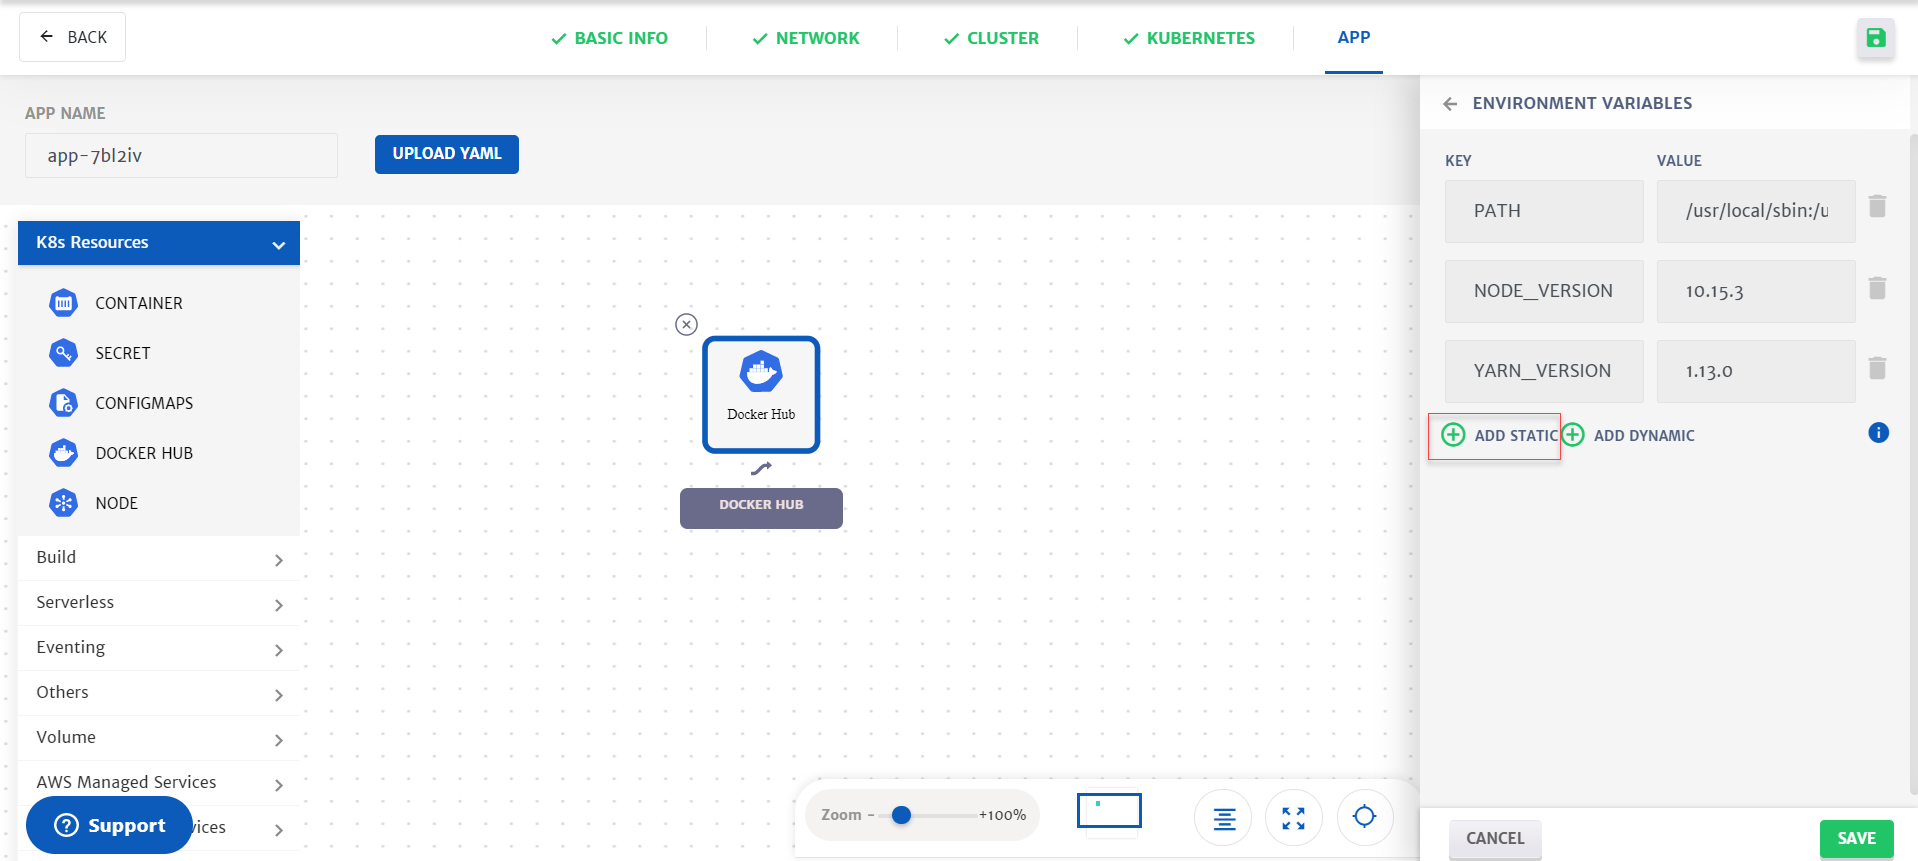 BACK
BASIC INFO
NETWORK
CLUSTER
KUBERNETES
APP
APP NAME
app-7bl2iv
UPLOAD YAML
K8s Resources
CONTAINER
SECRET
CONFIGMAPS
DOCKER HUB
NODE
Build
Serverless
Eventing
Others
Volume
AWS Managed Services
vices
Support
Docker Hub
DOCKER HUB
Zoom - +100%
ENVIRONMENT VARIABLES
KEY VALUE
PATH /usr/local/sbin:/u
NODE_VERSION 10.15.3
YARN_VERSION 1.13.0
ADD STATIC ADD DYNAMIC
CANCEL SAVE